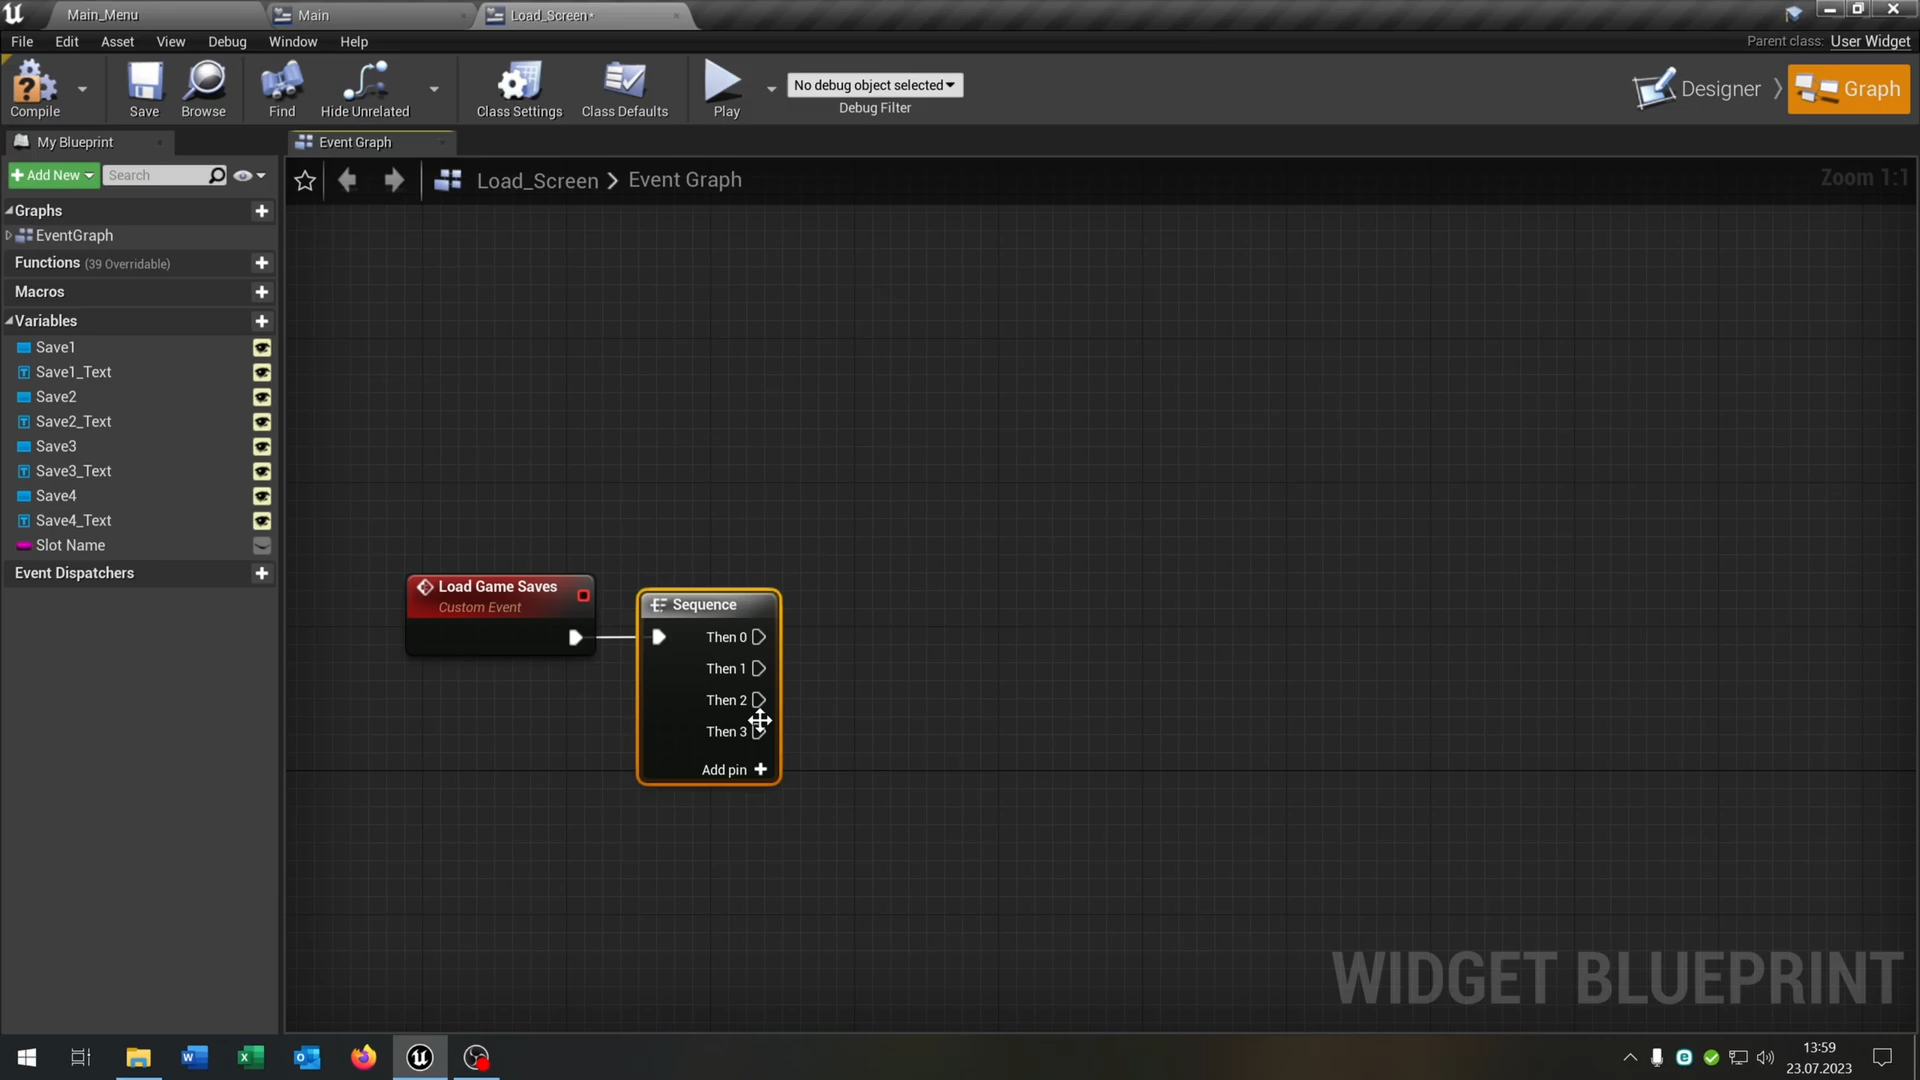 Main_Menu
Main
Load_Screen*
File
Edit
Asset
View
Debug
Window
Help
Parent class: User Widget
Compile
Save
Browse
Find
Hide Unrelated
Class Settings
Class Defaults
Play
No debug object selected
Debug Filter
Designer
Graph
My Blueprint
Event Graph
Add New
Search
Load_Screen > Event Graph
Zoom 1:1
Graphs
EventGraph
Functions (39 Overridable)
Macros
Variables
Save1
Save1_Text
Save2
Save2_Text
Save3
Save3_Text
Save4
Save4_Text
Slot Name
Event Dispatchers
Load Game Saves
Custom Event
Sequence
Then 0
Then 1
Then 2
Then 3
Add pin
WIDGET BLUEPRINT
13:59
23.07.2023